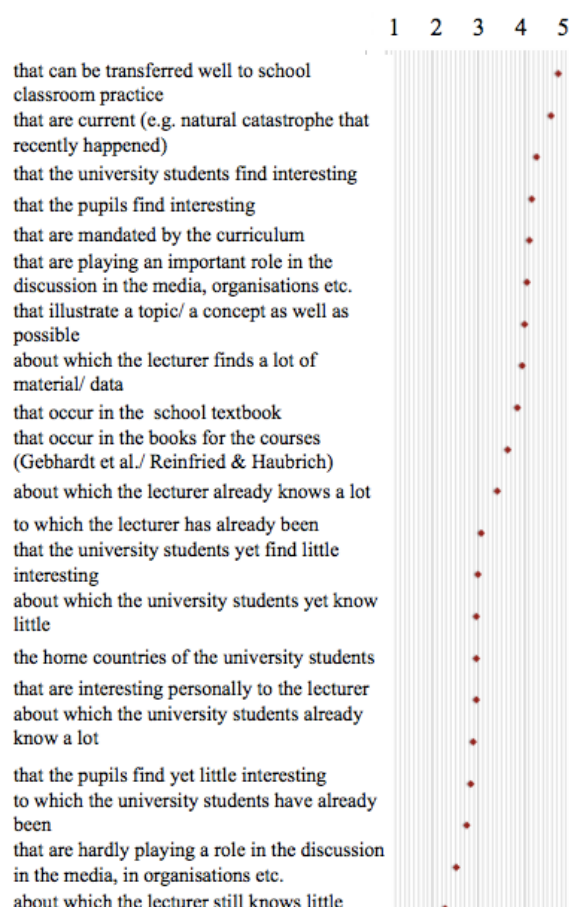 1 2 3 4 5
that can be transferred well to school
classroom practice
that are current (e.g. natural catastrophe that
recently happened)
that the university students find interesting
that the pupils find interesting
that are mandated by the curriculum
that are playing an important role in the
discussion in the media, organisations etc.
that illustrate a topic/ a concept as well as
possible
about which the lecturer finds a lot of
material/ data
that occur in the school textbook
that occur in the books for the courses
(Gebhardt et al./ Reinfried & Haubrich)
about which the lecturer already knows a lot
to which the lecturer has already been
that the university students yet find little
interesting
about which the university students yet know
little
the home countries of the university students
that are interesting personally to the lecturer
about which the university students already
know a lot
that the pupils find yet little interesting
to which the university students have already
been
that are hardly playing a role in the discussion
in the media, in organisations etc.
about which the lecturer still knows little